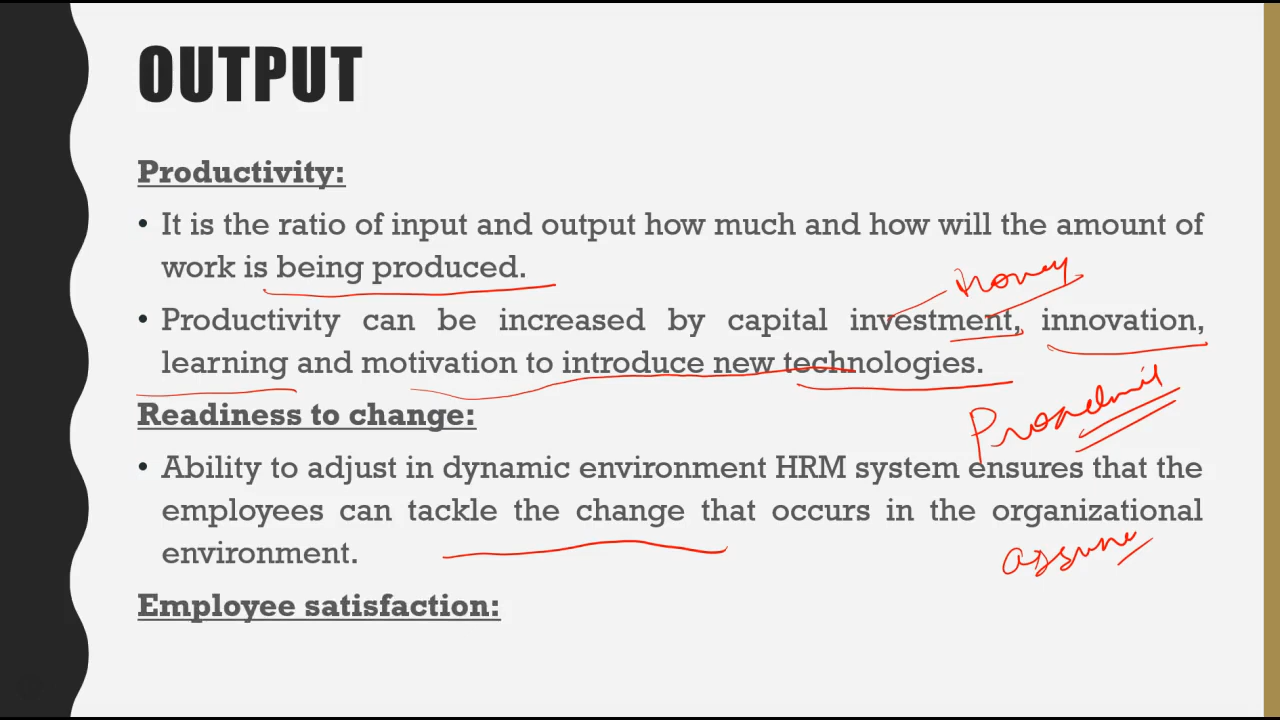 OUTPUT
Productivity:
• It is the ratio of input and output how much and how will the amount of
work is being produced.
money
• Productivity can be increased by capital investment, innovation,
learning and motivation to introduce new technologies.
Readiness to change:
• Ability to adjust in dynamic environment HRM system ensures that the
employees can tackle the change that occurs in the organizational
environment.
assure
Employee satisfaction: